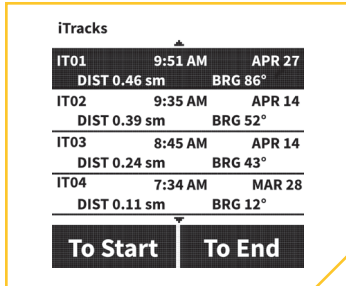 iTracks
IT01 9:51 AM APR 27
DIST 0.46 sm BRG 86°
IT02 9:35 AM APR 14
DIST 0.39 sm BRG 52°
IT03 8:45 AM APR 14
DIST 0.24 sm BRG 43°
IT04 7:34 AM MAR 28
DIST 0.11 sm BRG 12°
To Start To End